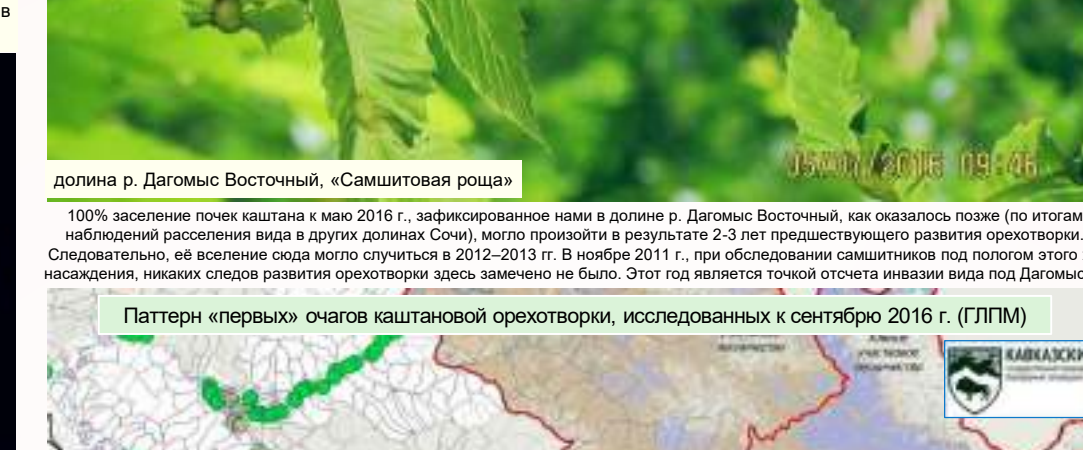 в
05/07/2016 09:46
долина р. Дагомыс Восточный, «Самшитовая роща»
100% заселение почек каштана к маю 2016 г., зафиксированное нами в долине р. Дагомыс Восточный, как оказалось позже (по итогам
наблюдений расселения вида в других долинах Сочи), могло произойти в результате 2-3 лет предшествующего развития орехотворки.
Следовательно, её вселение сюда могло случиться в 2012–2013 гг. В ноябре 2011 г., при обследовании самшитников под пологом этого
насаждения, никаких следов развития орехотворки здесь замечено не было. Этот год является точкой отсчета инвазии вида под Дагомыс
Паттерн «первых» очагов каштановой орехотворки, исследованных к сентябрю 2016 г. (ГЛПМ)
участковое
КАВКАЗСКИ